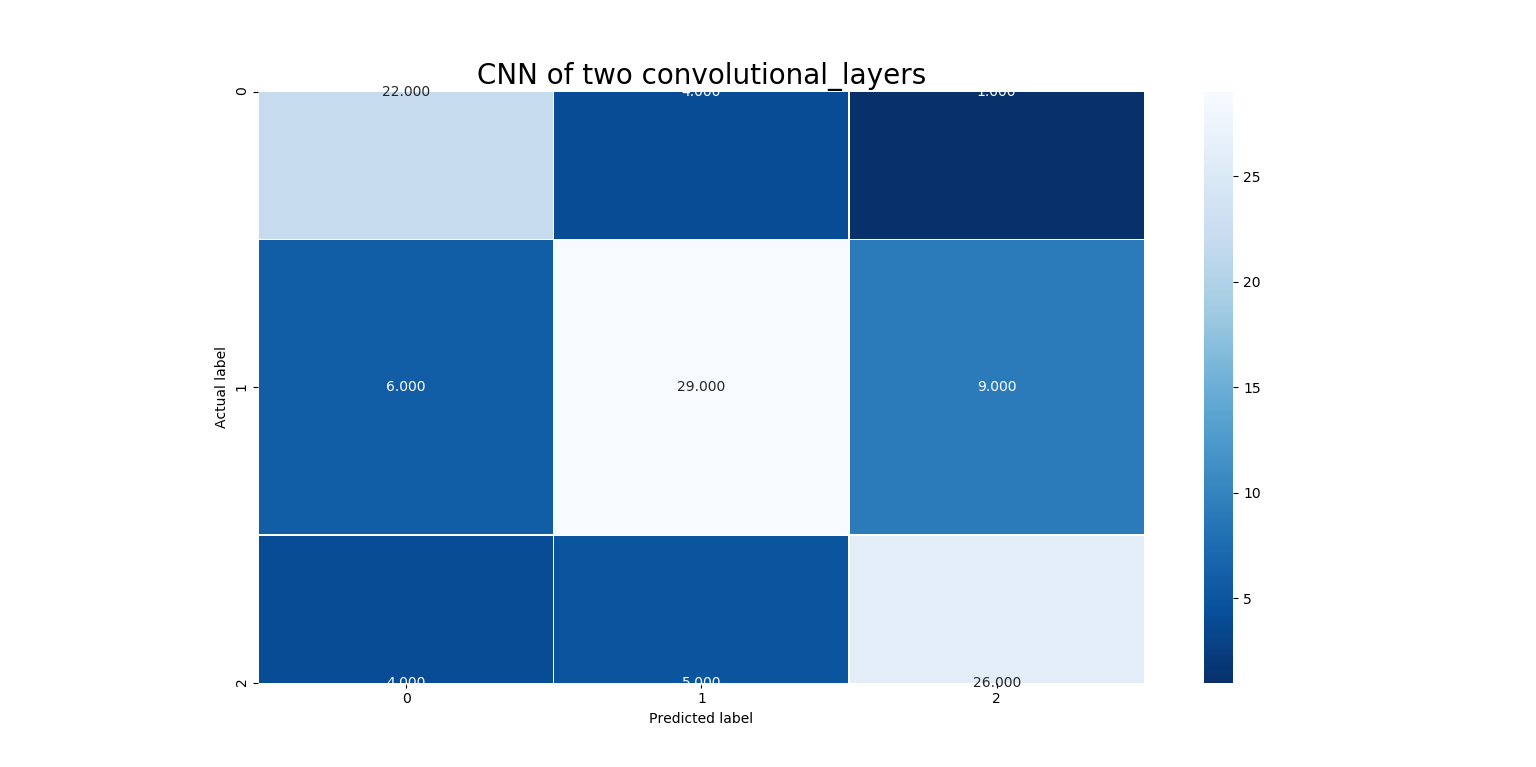 CNN of two convolutional_layers
0 22.000 4.000 1.000
25
20
Actual label
1 6.000 29.000 9.000
15
10
5
2 4.000 5.000 26.000
0 1 2
Predicted label